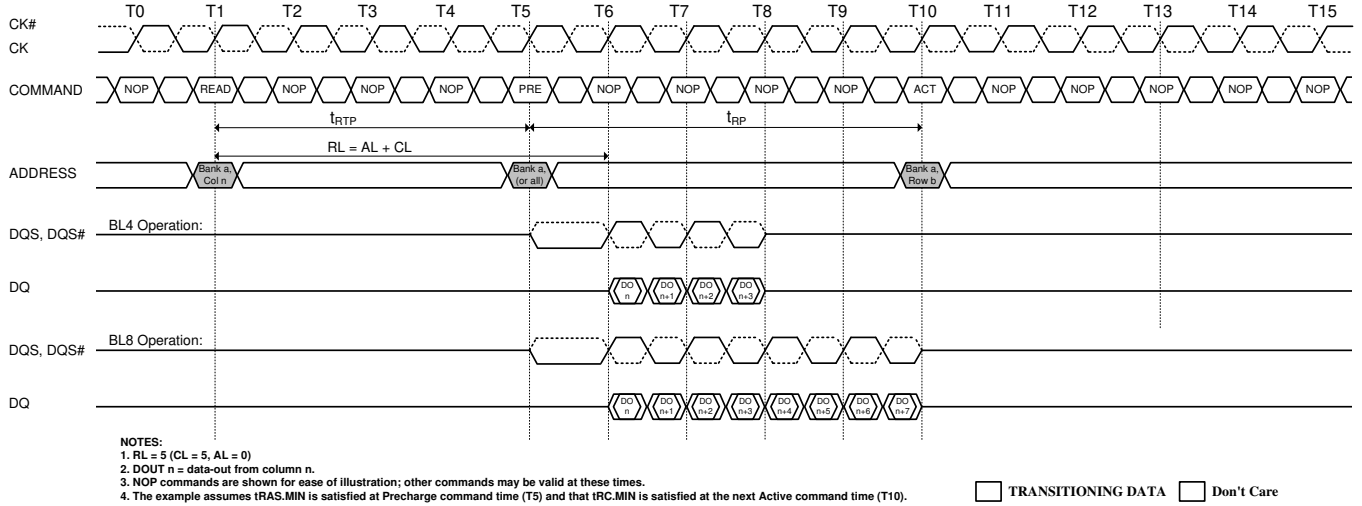 T0 T1 T2 T3 T4 T5 T6 T7 T8 T9 T10 T11 T12 T13 T14 T15
CK#
CK
COMMAND NOP READ NOP NOP NOP PRE NOP NOP NOP NOP ACT NOP NOP NOP NOP NOP
tRTP tRP
RL = AL + CL
ADDRESS
Bank a, Bank a, Bank a,
Col n (or all) Row b
BL4 Operation:
DQS, DQS#
DQ
DO DO DO DO
n n+1 n+2 n+3
BL8 Operation:
DQS, DQS#
DQ
DO DO DO DO DO DO DO DO
n n+1 n+2 n+3 n+4 n+5 n+6 n+7
NOTES:
1. RL = 5 (CL = 5, AL = 0)
2. DOUT n = data-out from column n.
3. NOP commands are shown for ease of illustration; other commands may be valid at these times.
4. The example assumes tRAS.MIN is satisfied at Precharge command time (T5) and that tRC.MIN is satisfied at the next Active command time (T10).
TRANSITIONING DATA Don't Care